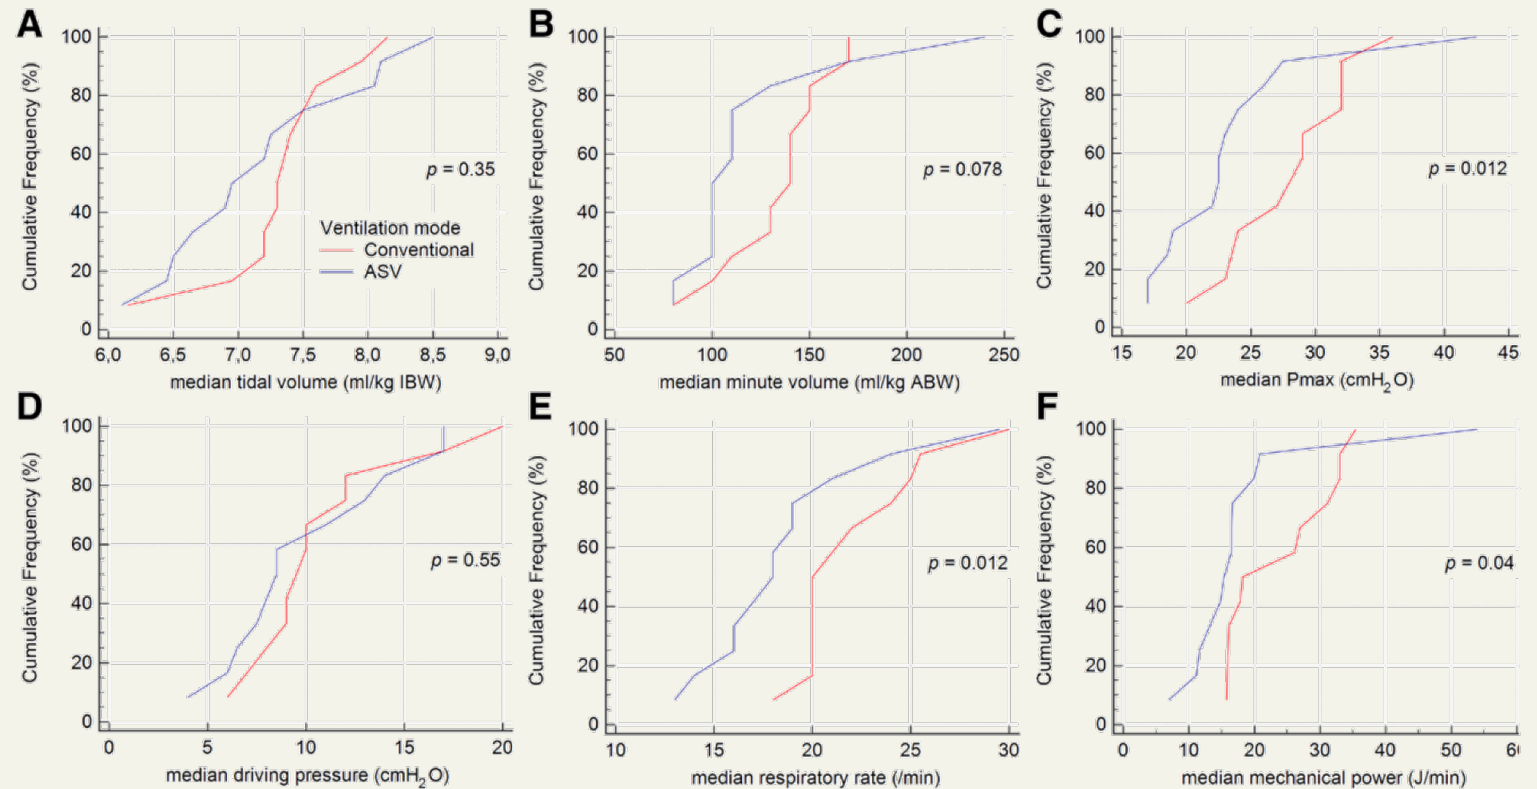 A
Cumulative Frequency (%)
100
80
60
40
20
0
p = 0.35
Ventilation mode
Conventional
ASV
6,0 6,5 7,0 7,5 8,0 8,5 9,0
median tidal volume (ml/kg IBW)
B
Cumulative Frequency (%)
100
80
60
40
20
0
p = 0.078
50 100 150 200 250
median minute volume (ml/kg ABW)
C
Cumulative Frequency (%)
100
80
60
40
20
0
p = 0.012
15 20 25 30 35 40 45
median Pmax (cmH2O)
D
Cumulative Frequency (%)
100
80
60
40
20
0
p = 0.55
0 5 10 15 20
median driving pressure (cmH2O)
E
Cumulative Frequency (%)
100
80
60
40
20
0
p = 0.012
10 15 20 25 30
median respiratory rate (/min)
F
Cumulative Frequency (%)
100
80
60
40
20
0
p = 0.04
0 10 20 30 40 50
median mechanical power (J/min)